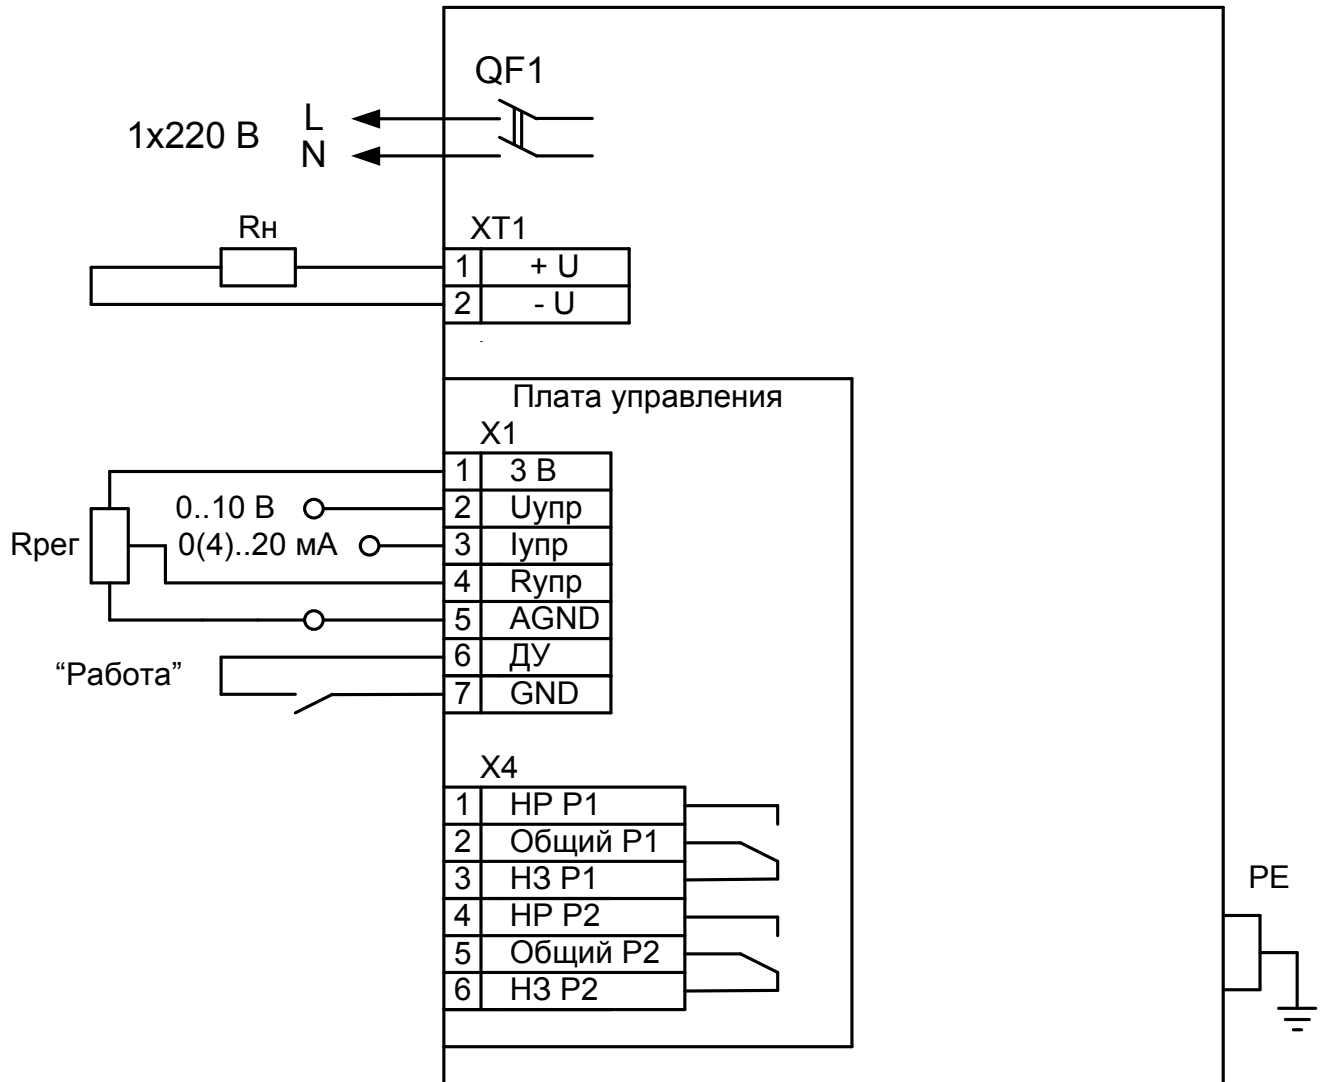 QF1
L
1x220 В
N
Rн
XT1
1 + U
2 - U
Плата управления
X1
1 3 В
0..10 В 2 Uупр
Rрег 0(4)..20 мА 3 Iупр
4 Rупр
5 AGND
“Работа” 6 ДУ
7 GND
X4
1 НР Р1
2 Общий Р1
3 НЗ Р1
PE
4 НР Р2
5 Общий Р2
6 НЗ Р2